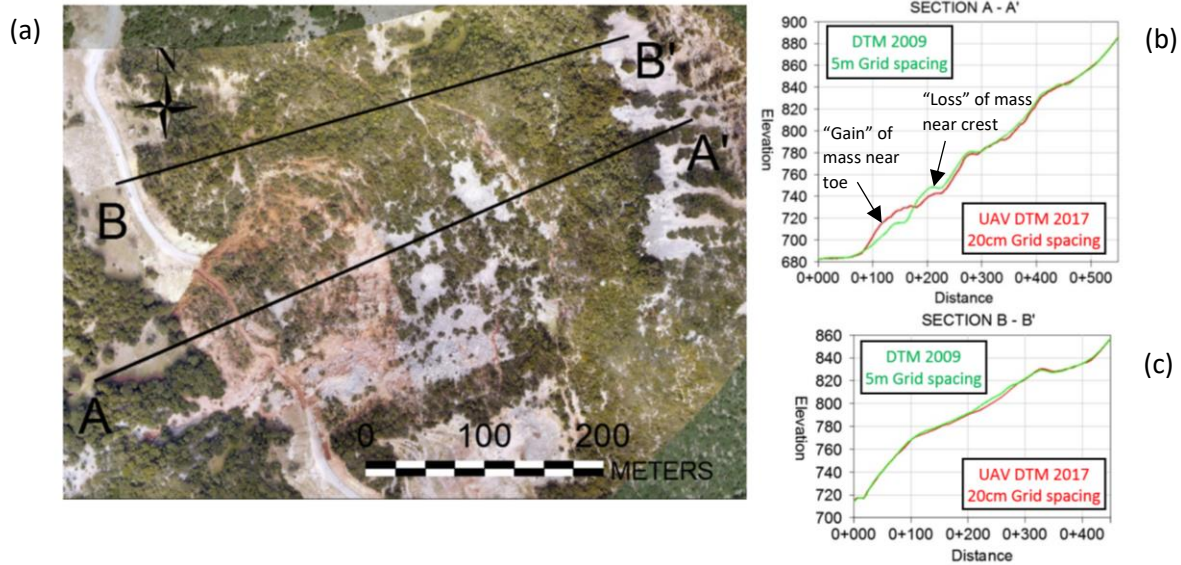 (a)
N
B'
A'
B
A
0 100 200
METERS
SECTION A - A'
(b)
900
880
860
840
820
800
780
760
740
720
700
680
Elevation
DTM 2009
5m Grid spacing
"Loss" of mass
near crest
"Gain" of
mass near
toe
UAV DTM 2017
20cm Grid spacing
0+000 0+100 0+200 0+300 0+400 0+500
Distance
SECTION B - B'
(c)
860
840
820
800
780
760
740
720
700
Elevation
DTM 2009
5m Grid spacing
UAV DTM 2017
20cm Grid spacing
0+000 0+100 0+200 0+300 0+400
Distance